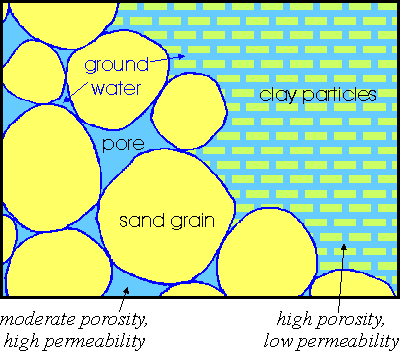 ground
water
clay particles
pore
sand grain
moderate porosity,
high permeability
high porosity,
low permeability